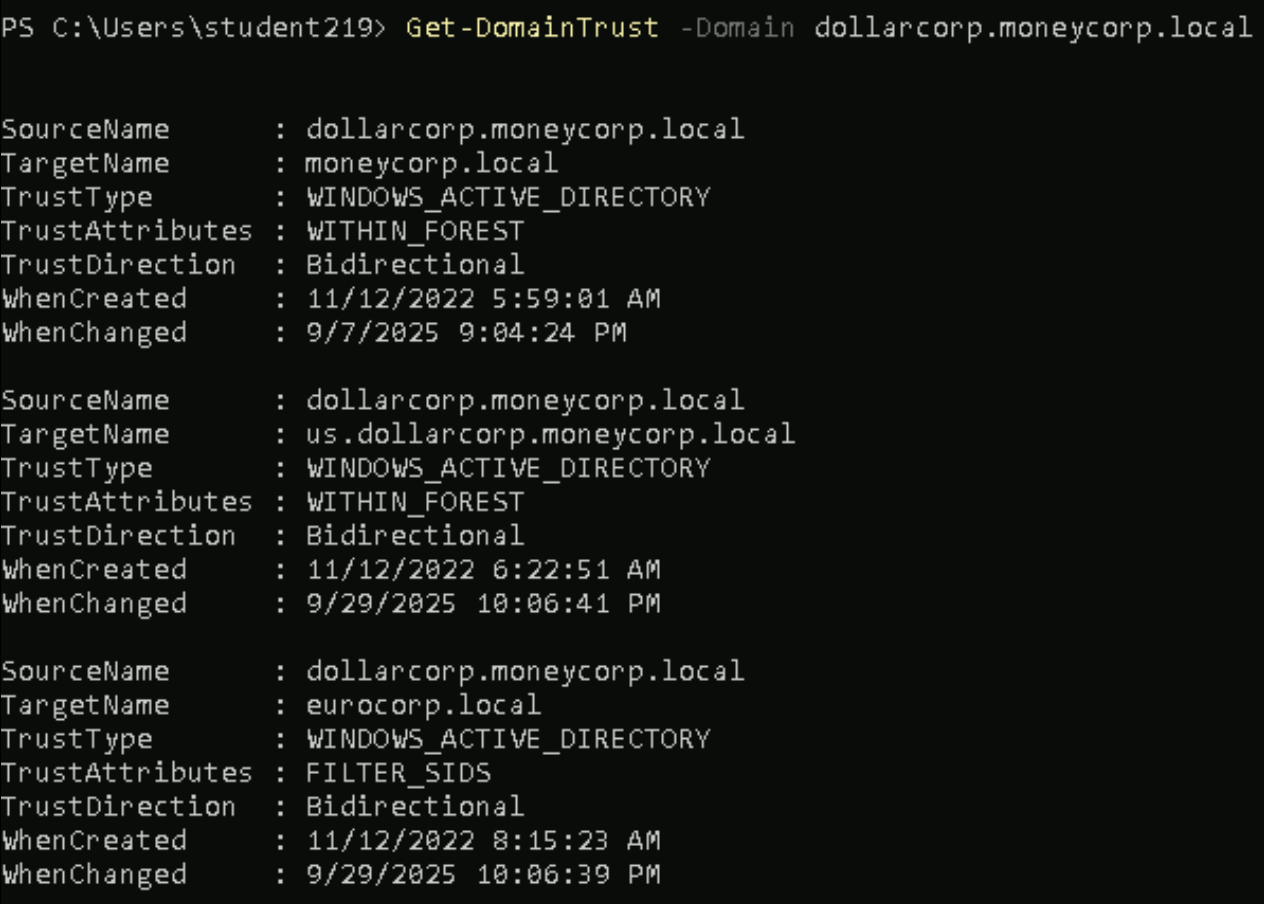 PS C:\Users\student219> Get-DomainTrust -Domain dollarcorp.moneycorp.local
SourceName      : dollarcorp.moneycorp.local
TargetName      : moneycorp.local
TrustType       : WINDOWS_ACTIVE_DIRECTORY
TrustAttributes : WITHIN_FOREST
TrustDirection  : Bidirectional
WhenCreated     : 11/12/2022 5:59:01 AM
WhenChanged     : 9/7/2025 9:04:24 PM
SourceName      : dollarcorp.moneycorp.local
TargetName      : us.dollarcorp.moneycorp.local
TrustType       : WINDOWS_ACTIVE_DIRECTORY
TrustAttributes : WITHIN_FOREST
TrustDirection  : Bidirectional
WhenCreated     : 11/12/2022 6:22:51 AM
WhenChanged     : 9/29/2025 10:06:41 PM
SourceName      : dollarcorp.moneycorp.local
TargetName      : eurocorp.local
TrustType       : WINDOWS_ACTIVE_DIRECTORY
TrustAttributes : FILTER_SIDS
TrustDirection  : Bidirectional
WhenCreated     : 11/12/2022 8:15:23 AM
WhenChanged     : 9/29/2025 10:06:39 PM